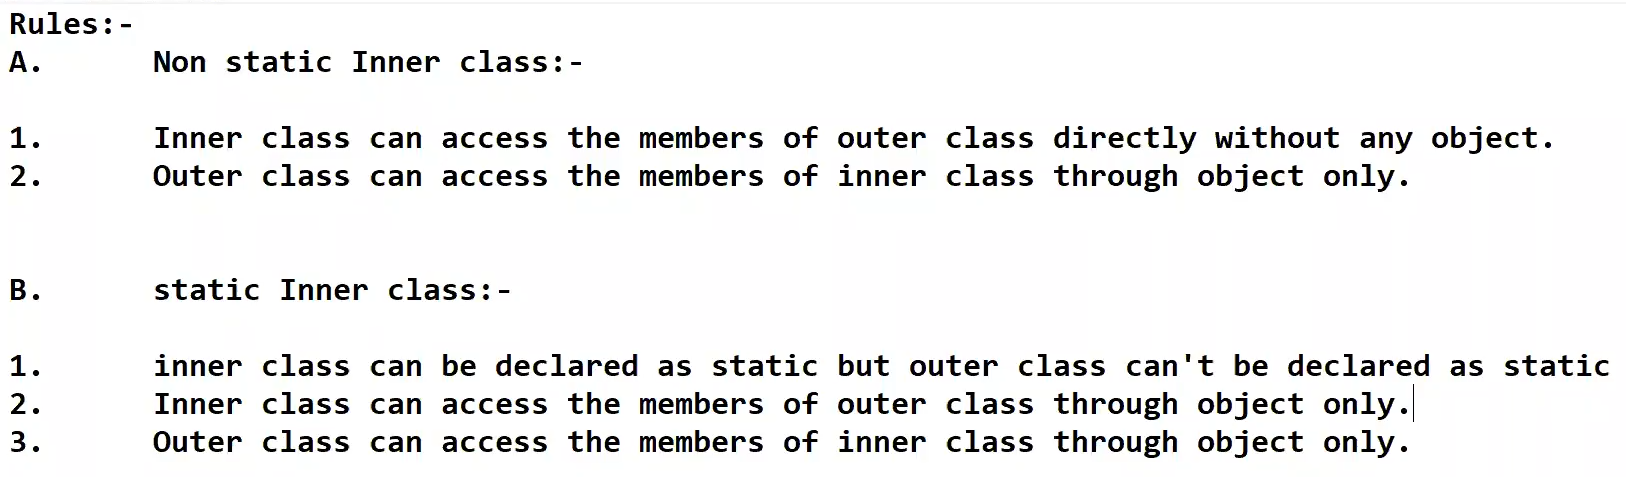 Rules:-
A. Non static Inner class:-
1. Inner class can access the members of outer class directly without any object.
2. Outer class can access the members of inner class through object only.
B. static Inner class:-
1. inner class can be declared as static but outer class can't be declared as static
2. Inner class can access the members of outer class through object only.
3. Outer class can access the members of inner class through object only.